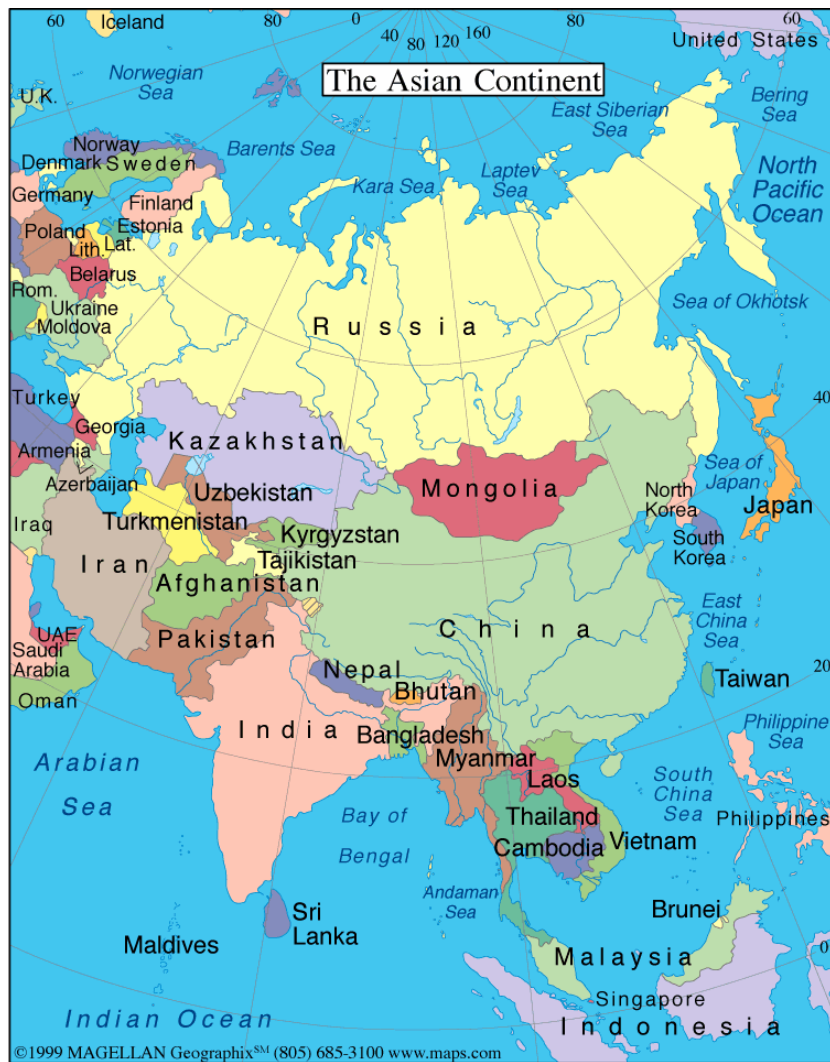 60
Iceland
0
40
80
120
160
80
60
United States
Norwegian
Sea
The Asian Continent
East Siberian
Sea
Bering
Sea
U.K.
Norway
Barents Sea
Denmark
Sweden
Kara Sea
Laptev
Sea
North
Pacific
Ocean
Germany
Finland
Poland
Estonia
Lith.
Lat.
Belarus
Rom.
Ukraine
Moldova
Russia
Sea of Okhotsk
Turkey
Georgia
40
Kazakhstan
Armenia
Azerbaijan
Mongolia
Sea of
Japan
Uzbekistan
North
Korea
Japan
Iraq
Turkmenistan
Kyrgyzstan
South
Korea
Iran
Tajikistan
Afghanistan
UAE
Saudi
Arabia
Pakistan
China
East
China
Sea
Oman
Nepal
Bhutan
Taiwan
20
India
Bangladesh
Myanmar
Philippine
Sea
Arabian
Sea
Laos
South
China
Sea
Bay of
Bengal
Thailand
Cambodia
Vietnam
Philippines
Andaman
Sea
Sri
Lanka
Brunei
Maldives
Malaysia
0
Singapore
Indian Ocean
Indonesia
©1999 MAGELLAN Geographix℠ (805) 685-3100 www.maps.com